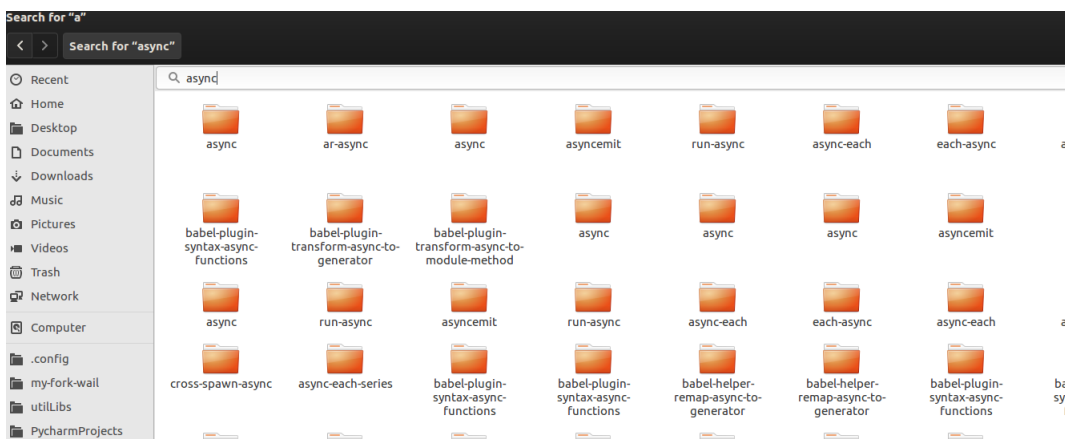 Search for “a”
Search for “async”
Recent
Home
Desktop
Documents
Downloads
Music
Pictures
Videos
Trash
Network
Computer
.config
my-fork-wail
utilLibs
PycharmProjects
async
async
ar-async
async
asyncemit
run-async
async-each
each-async
babel-plugin-
syntax-async-
functions
babel-plugin-
transform-async-to-
generator
babel-plugin-
transform-async-to-
module-method
async
async
async
asyncemit
async
run-async
asyncemit
run-async
async-each
each-async
async-each
cross-spawn-async
async-each-series
babel-plugin-
syntax-async-
functions
babel-plugin-
syntax-async-
functions
babel-helper-
remap-async-to-
generator
babel-helper-
remap-async-to-
generator
babel-plugin-
syntax-async-
functions